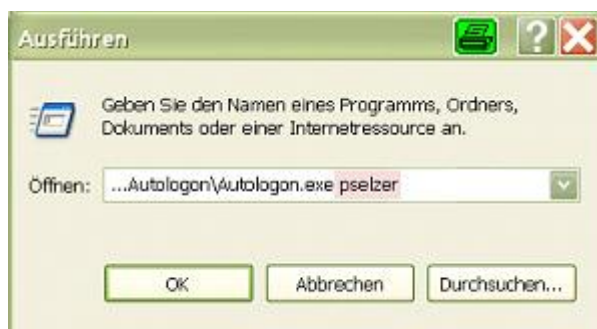 Ausführen
Geben Sie den Namen eines Programms, Ordners,
Dokuments oder einer Internetressource an.
Öffnen: ...Autologon\Autologon.exe pselzer
OK Abbrechen Durchsuchen...